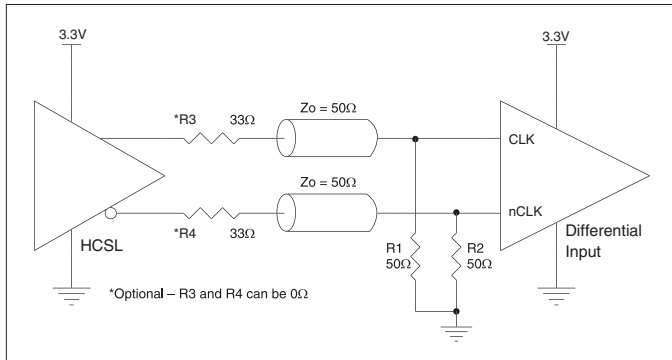 3.3V
3.3V
*R3 33Ω
Zo = 50Ω
CLK
Zo = 50Ω
nCLK
HCSL
*R4 33Ω
R1
50Ω
R2
50Ω
Differential
Input
*Optional – R3 and R4 can be 0Ω